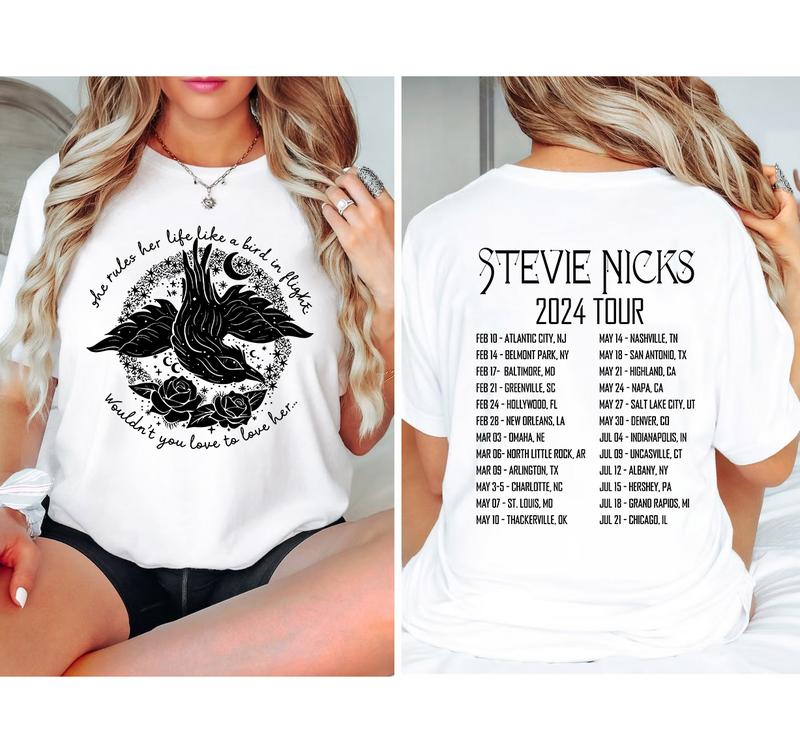 she rules her life like a bird in flight
Wouldn't you love to love her...
STEVIE NICKS
2024 TOUR
FEB 10 - ATLANTIC CITY, NJ
FEB 14 - BELMONT PARK, NY
FEB 17- BALTIMORE, MD
FEB 21 - GREENVILLE, SC
FEB 24 - HOLLYWOOD, FL
FEB 28 - NEW ORLEANS, LA
MAR 03 - OMAHA, NE
MAR 06- NORTH LITTLE ROCK, AR
MAR 09 - ARLINGTON, TX
MAY 3-5 - CHARLOTTE, NC
MAY 07 - ST. LOUIS, MO
MAY 10 - THACKERVILLE, OK
MAY 14 - NASHVILLE, TN
MAY 18 - SAN ANTONIO, TX
MAY 21 - HIGHLAND, CA
MAY 24 - NAPA, CA
MAY 27 - SALT LAKE CITY, UT
MAY 30 - DENVER, CO
JUL 04 - INDIANAPOLIS, IN
JUL 09 - UNCASVILLE, CT
JUL 12 - ALBANY, NY
JUL 15 - HERSHEY, PA
JUL 18 - GRAND RAPIDS, MI
JUL 21 - CHICAGO, IL